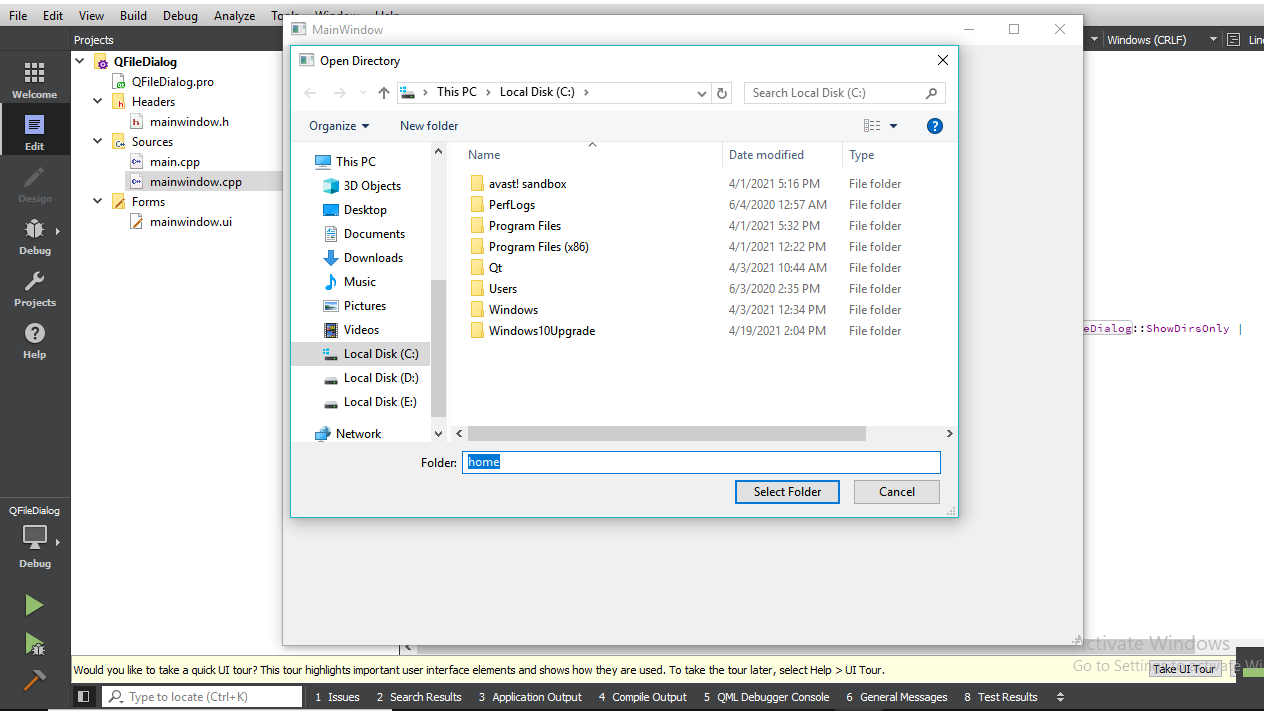 File Edit View Build Debug Analyze
MainWindow
Projects
Windows (CRLF)
Open Directory
QFileDialog
QFileDialog.pro
Headers
mainwindow.h
Sources
main.cpp
mainwindow.cpp
Forms
mainwindow.ui
Welcome
Edit
Design
Debug
Projects
Help
This PC Local Disk (C:)
Search Local Disk (C:)
Organize New folder
This PC
3D Objects
Desktop
Documents
Downloads
Music
Pictures
Videos
Local Disk (C:)
Local Disk (D:)
Local Disk (E:)
Network
Name Date modified Type
avast! sandbox 4/1/2021 5:16 PM File folder
PerfLogs 6/4/2020 12:57 AM File folder
Program Files 4/1/2021 5:32 PM File folder
Program Files (x86) 4/1/2021 12:22 PM File folder
Qt 4/3/2021 10:44 AM File folder
Users 6/3/2020 2:35 PM File folder
Windows 4/3/2021 12:34 PM File folder
Windows10Upgrade 4/19/2021 2:04 PM File folder
eDialog::ShowDirsOnly |
Folder: home
Select Folder Cancel
QFileDialog
Debug
Activate Windows
Would you like to take a quick UI tour? This tour highlights important user interface elements and shows how they are used. To take the tour later, select Help > UI Tour.
Take UI Tour
Type to locate (Ctrl+K) 1 Issues 2 Search Results 3 Application Output 4 Compile Output 5 QML Debugger Console 6 General Messages 8 Test Results